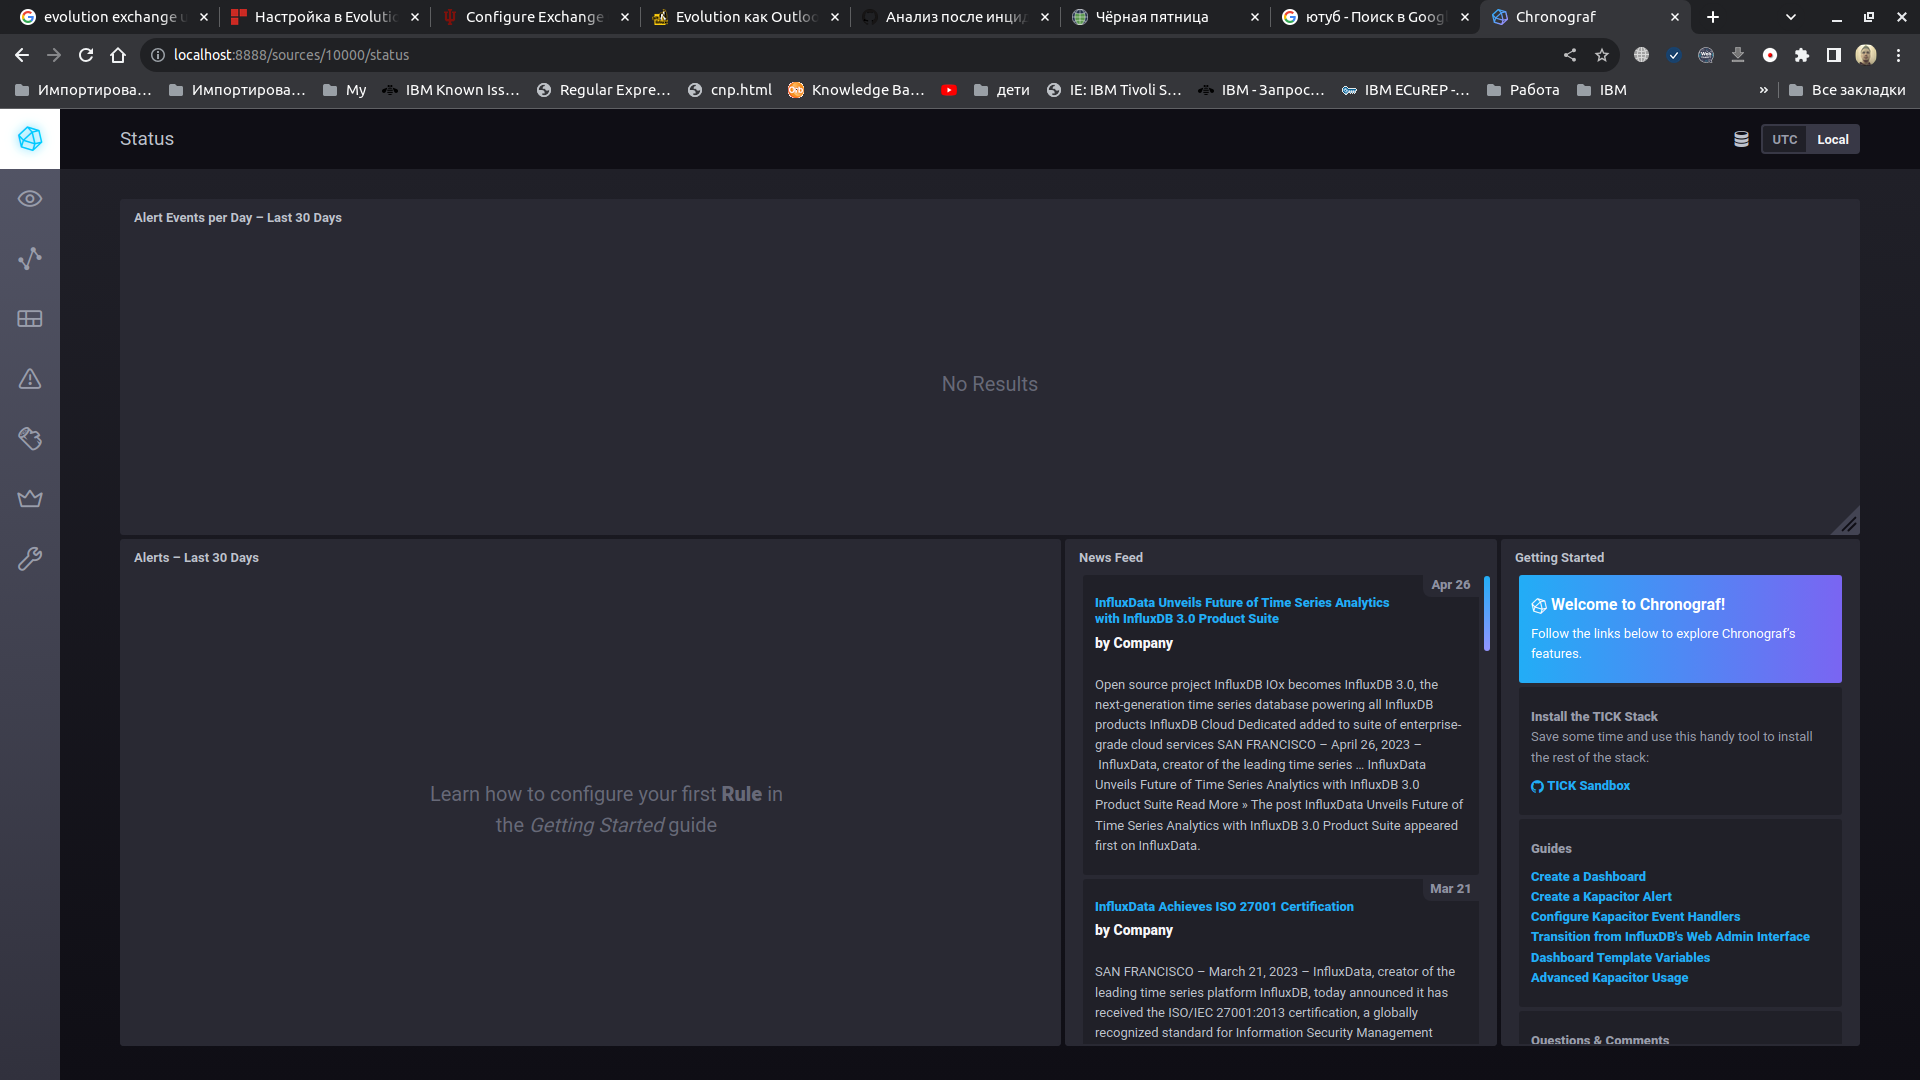 evolution exchange u
Настройка в Evolutio
Configure Exchange
Evolution как Outloo
Анализ после инцид
Чёрная пятница
ютуб - Поиск в Googl
Chronograf
localhost:8888/sources/10000/status
Импортирова…
Импортирова…
My
IBM Known Iss…
Regular Expre…
cnp.html
Knowledge Ba…
дети
IE: IBM Tivoli S…
IBM - Запрос…
IBM ECuREP -…
Работа
IBM
»
Все закладки
Status
UTC
Local
Alert Events per Day – Last 30 Days
No Results
Alerts – Last 30 Days
Learn how to configure your first Rule in
the Getting Started guide
News Feed
Apr 26
InfluxData Unveils Future of Time Series Analytics
with InfluxDB 3.0 Product Suite
by Company
Open source project InfluxDB IOx becomes InfluxDB 3.0, the
next-generation time series database powering all InfluxDB
products InfluxDB Cloud Dedicated added to suite of enterprise-
grade cloud services SAN FRANCISCO – April 26, 2023 –
InfluxData, creator of the leading time series … InfluxData
Unveils Future of Time Series Analytics with InfluxDB 3.0
Product Suite Read More » The post InfluxData Unveils Future of
Time Series Analytics with InfluxDB 3.0 Product Suite appeared
first on InfluxData.
Mar 21
InfluxData Achieves ISO 27001 Certification
by Company
SAN FRANCISCO – March 21, 2023 – InfluxData, creator of the
leading time series platform InfluxDB, today announced it has
received the ISO/IEC 27001:2013 certification, a globally
recognized standard for Information Security Management
Getting Started
Welcome to Chronograf!
Follow the links below to explore Chronograf's
features.
Install the TICK Stack
Save some time and use this handy tool to install
the rest of the stack:
TICK Sandbox
Guides
Create a Dashboard
Create a Kapacitor Alert
Configure Kapacitor Event Handlers
Transition from InfluxDB's Web Admin Interface
Dashboard Template Variables
Advanced Kapacitor Usage
Questions & Comments